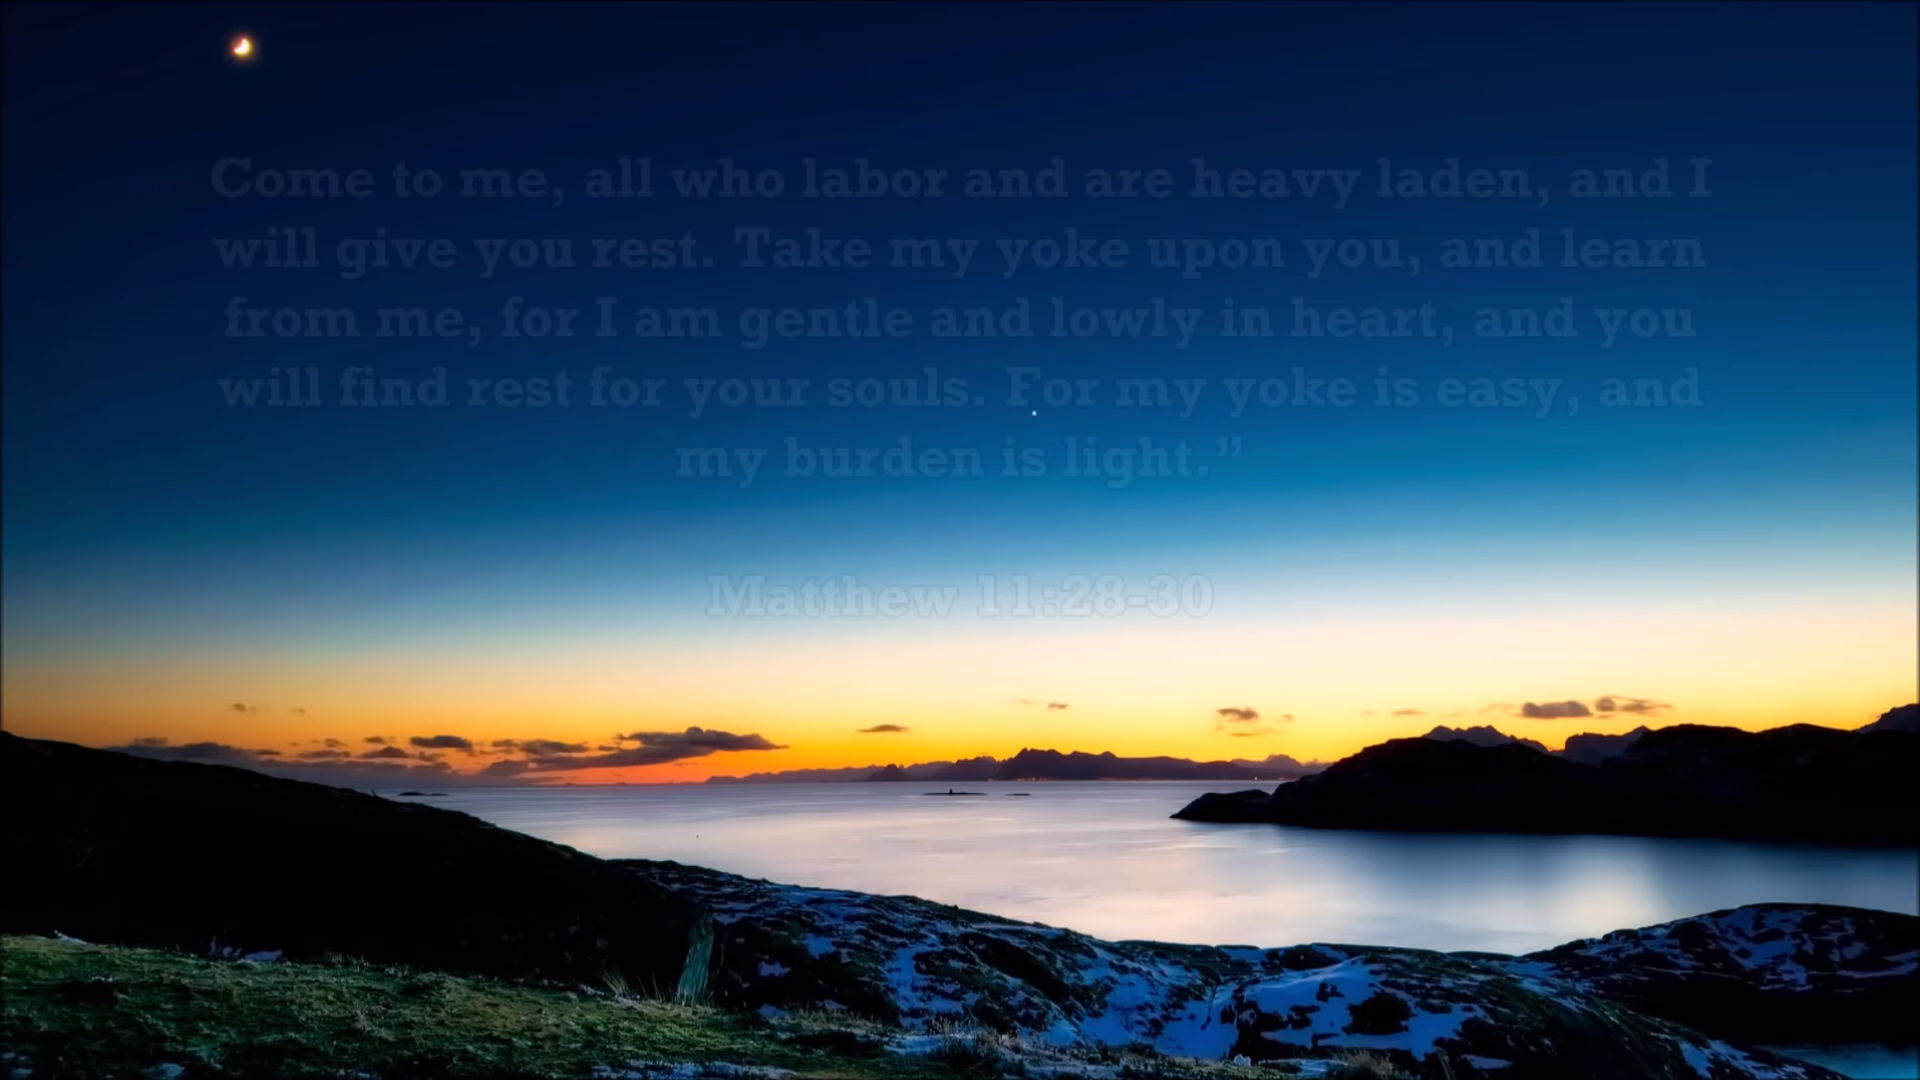 Come to me, all who labor and are heavy laden, and I
will give you rest. Take my yoke upon you, and learn
from me, for I am gentle and lowly in heart, and you
will find rest for your souls. For my yoke is easy, and
my burden is light.”
Matthew 11:28-30